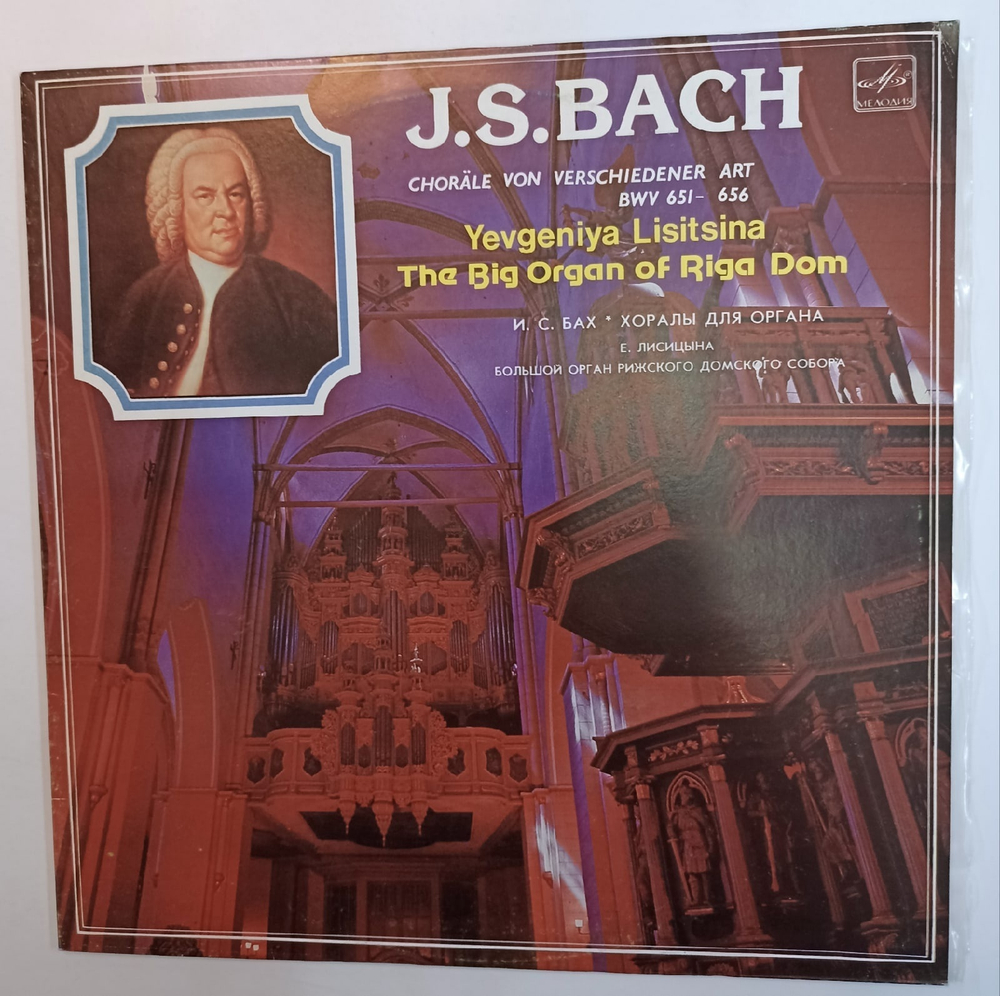 J.S.BACH
МЕЛОДИЯ
CHORÄLE VON VERSCHIEDENER ART
BWV 651- 656
Yevgeniya Lisitsina
The Big Organ of Riga Dom
И. С. БАХ * ХОРАЛЫ ДЛЯ ОРГАНА
Е. ЛИСИЦЫНА
БОЛЬШОЙ ОРГАН РИЖСКОГО ДОМСКОГО СОБОРА